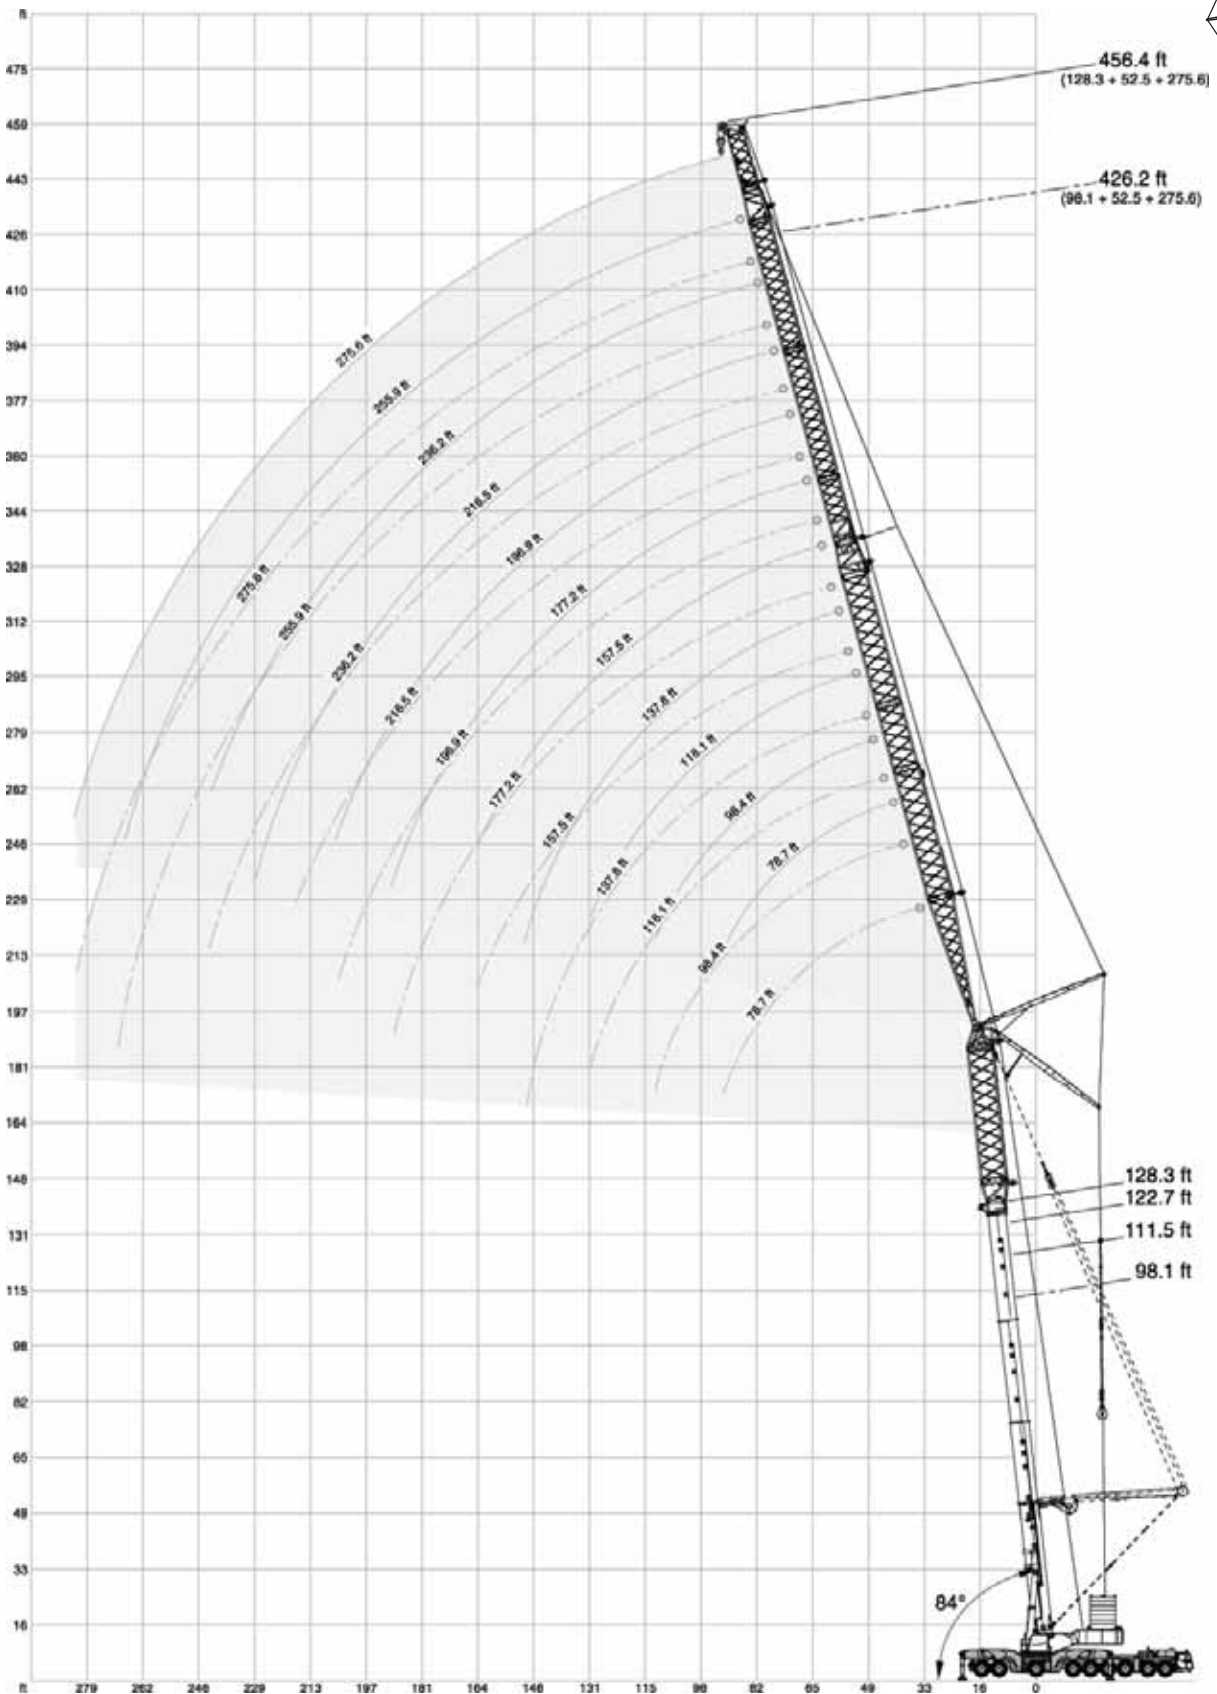 ft
475
456.4 ft
(128.3 + 52.5 + 275.6)
459
443
426.2 ft
(98.1 + 52.5 + 275.6)
426
410
394
275.6 ft
377
255.9 ft
360
236.2 ft
344
216.5 ft
328
196.9 ft
275.6 ft
177.2 ft
312
255.9 ft
157.5 ft
295
236.2 ft
137.8 ft
216.5 ft
279
196.9 ft
118.1 ft
262
177.2 ft
98.4 ft
246
157.5 ft
78.7 ft
137.8 ft
229
118.1 ft
213
98.4 ft
197
78.7 ft
181
164
148
128.3 ft
122.7 ft
131
111.5 ft
115
98.1 ft
98
82
65
49
33
84°
16
ft
279 262 246 229 213 197 181 164 148 131 115 98 82 65 49 33 16 0